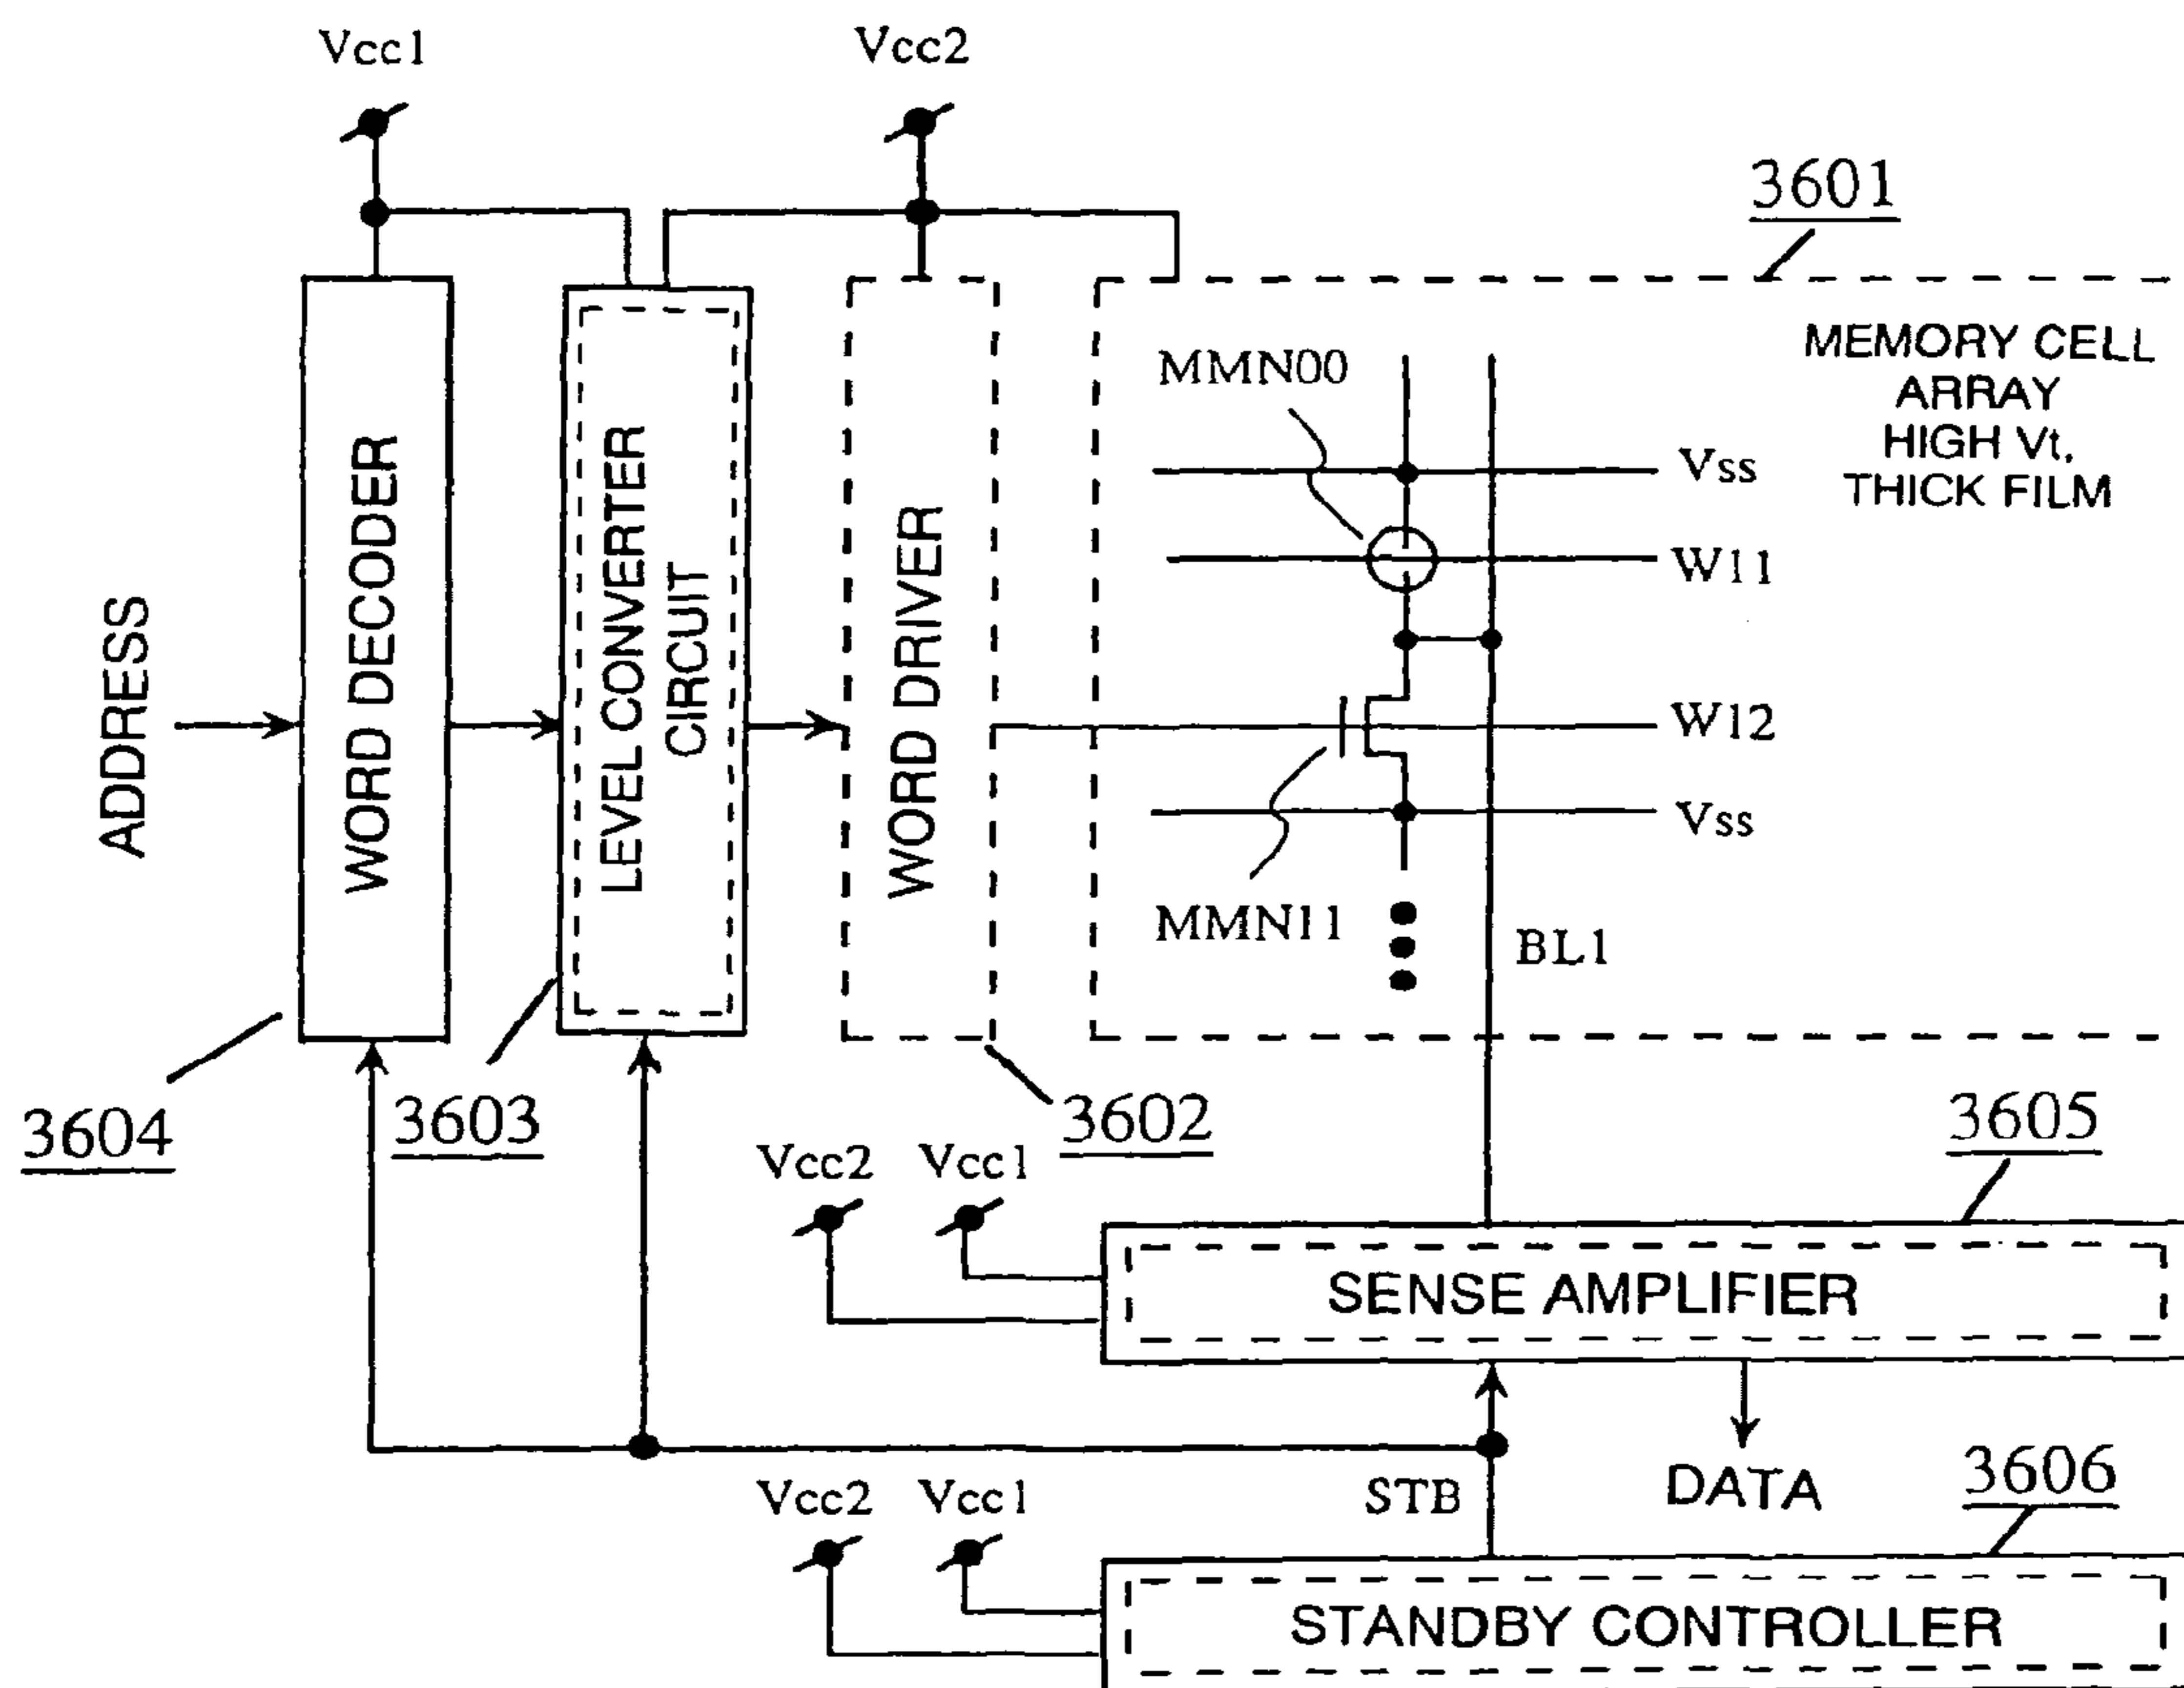 Vcc1
Vcc2
3601
MEMORY CELL
ARRAY
HIGH Vt,
THICK FILM
MMN00
Vss
W11
ADDRESS
WORD DECODER
LEVEL CONVERTER
CIRCUIT
WORD DRIVER
W12
Vss
MMN11
BL1
3604
3603
3602
3605
Vcc2
Vcc1
SENSE AMPLIFIER
STB
DATA
3606
Vcc2
Vcc1
STANDBY CONTROLLER